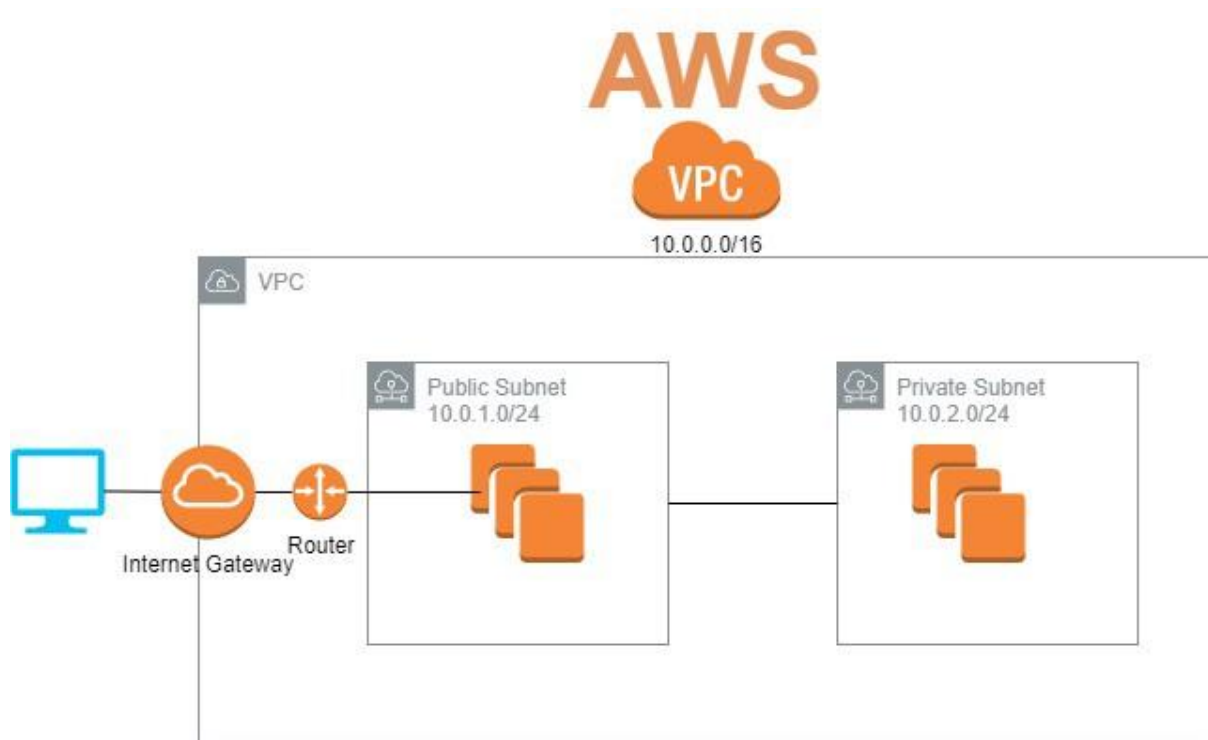 AWS
VPC
10.0.0.0/16
VPC
Public Subnet
10.0.1.0/24
Private Subnet
10.0.2.0/24
Router
Internet Gateway